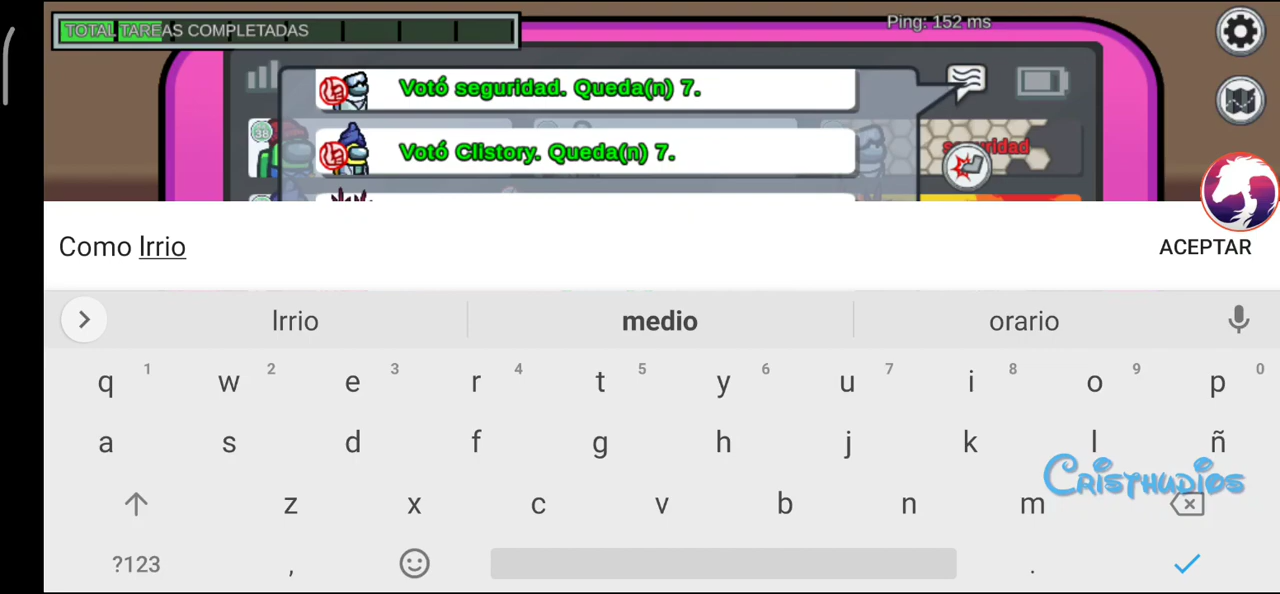 TOTAL TAREAS COMPLETADAS
Ping: 152 ms
Votó seguridad. Queda(n) 7.
38
Votó Clistory. Queda(n) 7.
Como Irrio
ACEPTAR
Irrio medio orario
q 1 w 2 e 3 r 4 t 5 y 6 u 7 i 8 o 9 p 0
a s d f g h j k l ñ
Cristhudios
z x c v b n m
?123 , .